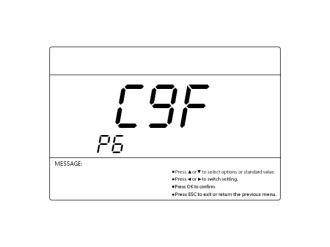 C9F
P6
MESSAGE:
●Press ▲or▼ to select options or standard value.
●Press ◄ or ► to switch setting.
●Press OK to confirm.
●Press ESC to exit or return the previous menu.